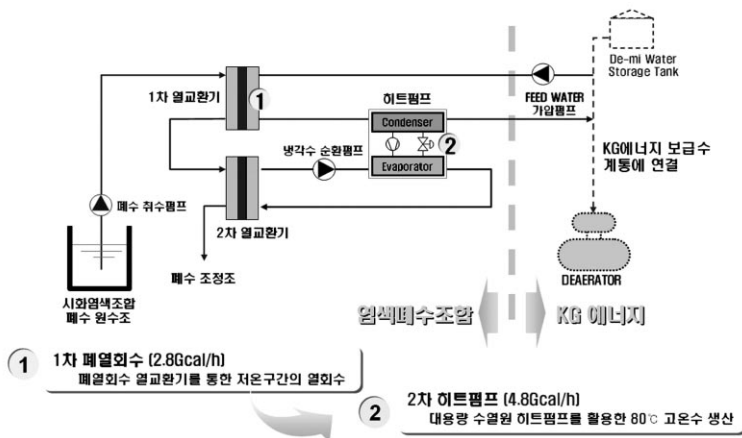 De-mi Water
Storage Tank
1차 열교환기
1
히트펌프
FEED WATER
가압펌프
Condenser
2
냉각수 순환펌프
Evaporator
KG에너지 보급수
계통에 연결
폐수 취수펌프
2차 열교환기
폐수 조정조
DEAERATOR
시화염색조합
폐수 원수조
염색폐수조합
KG 에너지
1
1차 폐열회수 (2.8Gcal/h)
폐열회수 열교환기를 통한 저온구간의 열회수
2
2차 히트펌프 (4.8Gcal/h)
대용량 수열원 히트펌프를 활용한 80℃ 고온수 생산